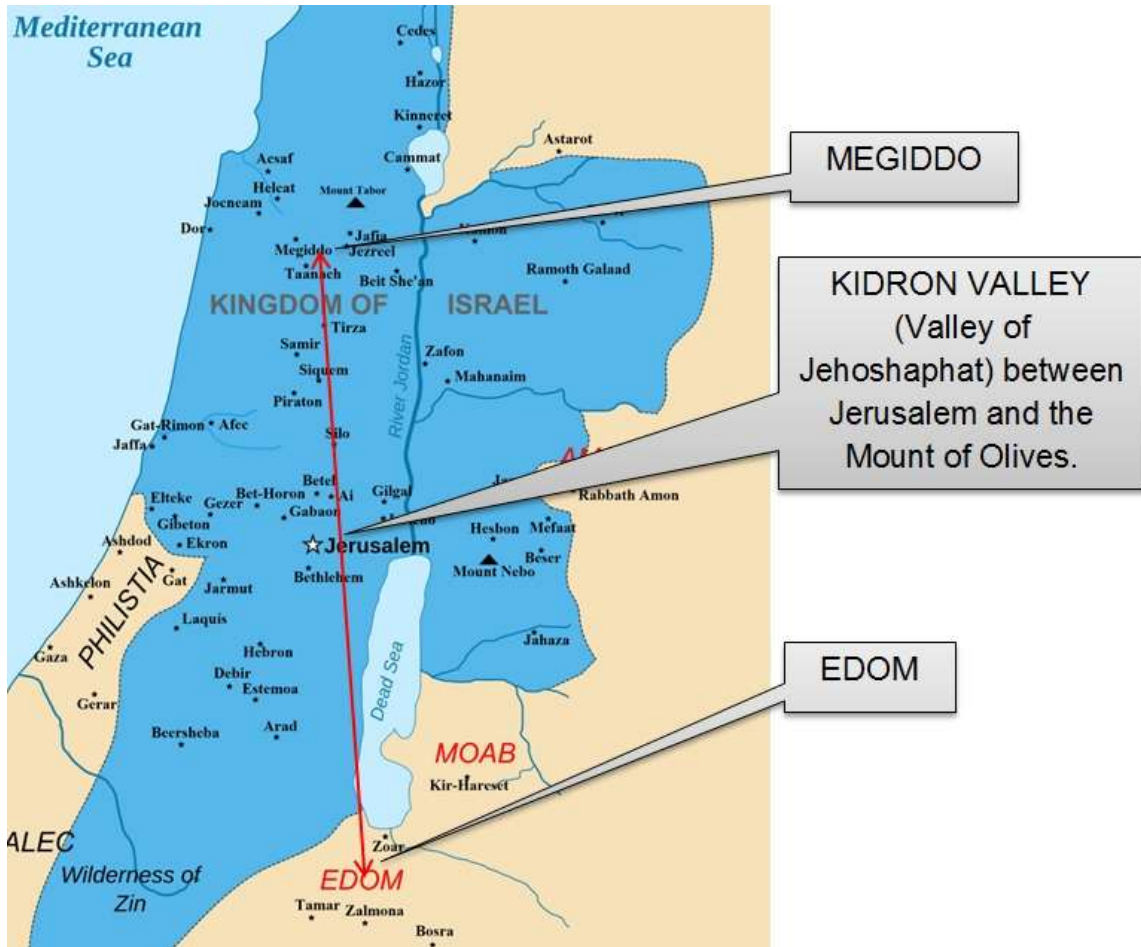 Mediterranean
Sea
Cedes
Hazor
Kinneret
Astarot
Acsaf
Cammat
Helcat
Mount Tabor
Jocneam
Dor
Jafia
Megiddo
Jezreel
Taanach
Beit She'an
Ramoth Galaad
KINGDOM OF ISRAEL
Tirza
Samir
Zafon
Siquem
Mahanaim
Piraton
River Jordan
Gat-Rimon
Afec
Jaffa
Silo
Betel
Ai
Gilgal
Rabbath Amon
Elteke
Bet-Horon
Gezer
Gabaon
Gibeton
Hesbon
Mefaat
Ashdod
Ekron
Jerusalem
Beser
Bethlehem
Mount Nebo
Gat
Ashkelon
Jarmut
PHILISTIA
Laquis
Jahaza
Gaza
Hebron
Dead Sea
Debir
Estemoa
Gerar
Arad
Beersheba
MOAB
Kir-Hareset
ALEC
Zoar
Wilderness of
Zin
EDOM
Tamar
Zalmona
Bosra
MEGIDDO
KIDRON VALLEY
(Valley of
Jehoshaphat) between
Jerusalem and the
Mount of Olives.
EDOM